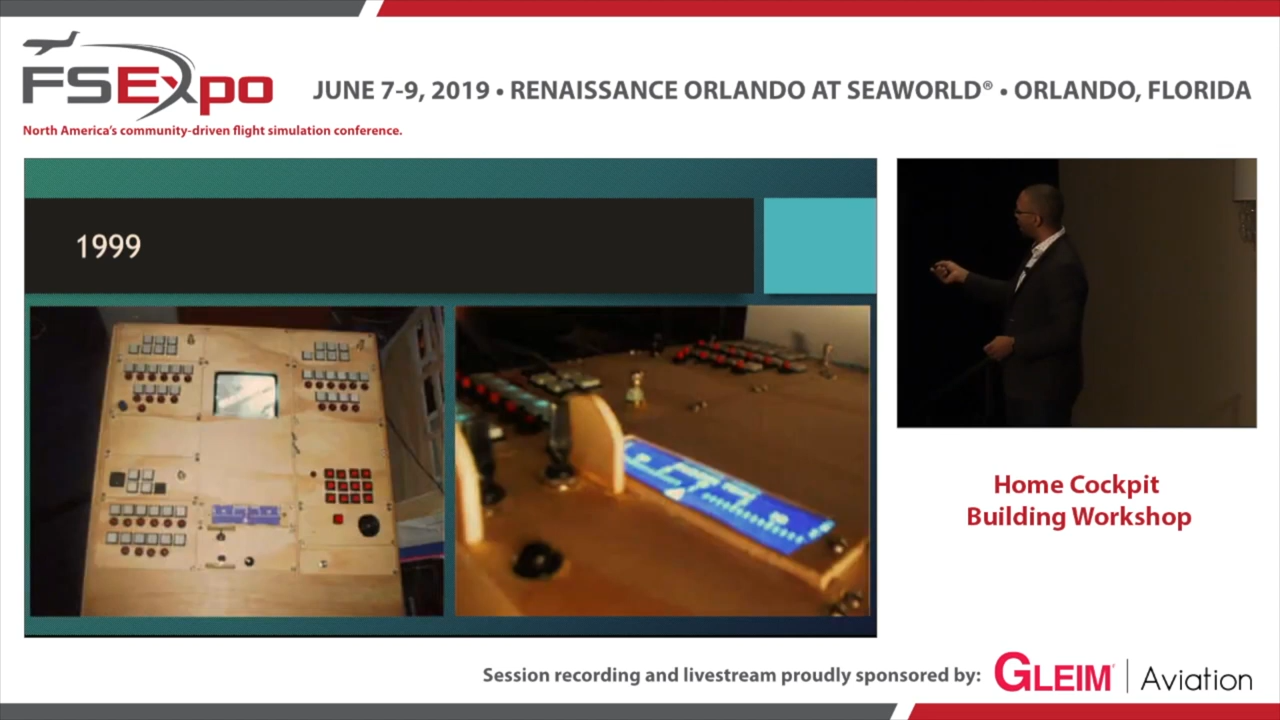 FSExpo
JUNE 7-9, 2019 • RENAISSANCE ORLANDO AT SEAWORLD® • ORLANDO, FLORIDA
North America's community-driven flight simulation conference.
1999
Home Cockpit
Building Workshop
Session recording and livestream proudly sponsored by:
GLEIM® | Aviation